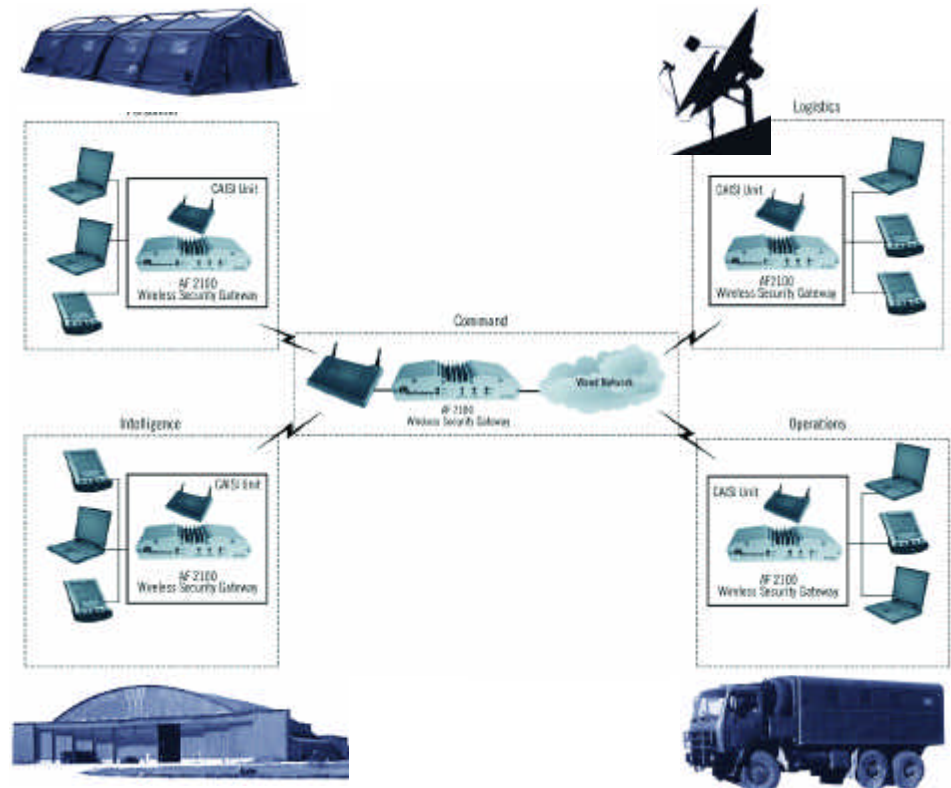 Logistics
CAISI Unit
AF 2100
Wireless Security Gateway
CAISI Unit
AF2100
Wireless Security Gateway
Command
Wired Network
AF 2100
Wireless Security Gateway
Intelligence
Operations
CAISI Unit
AF 2100
Wireless Security Gateway
CAISI Unit
AF 2100
Wireless Security Gateway